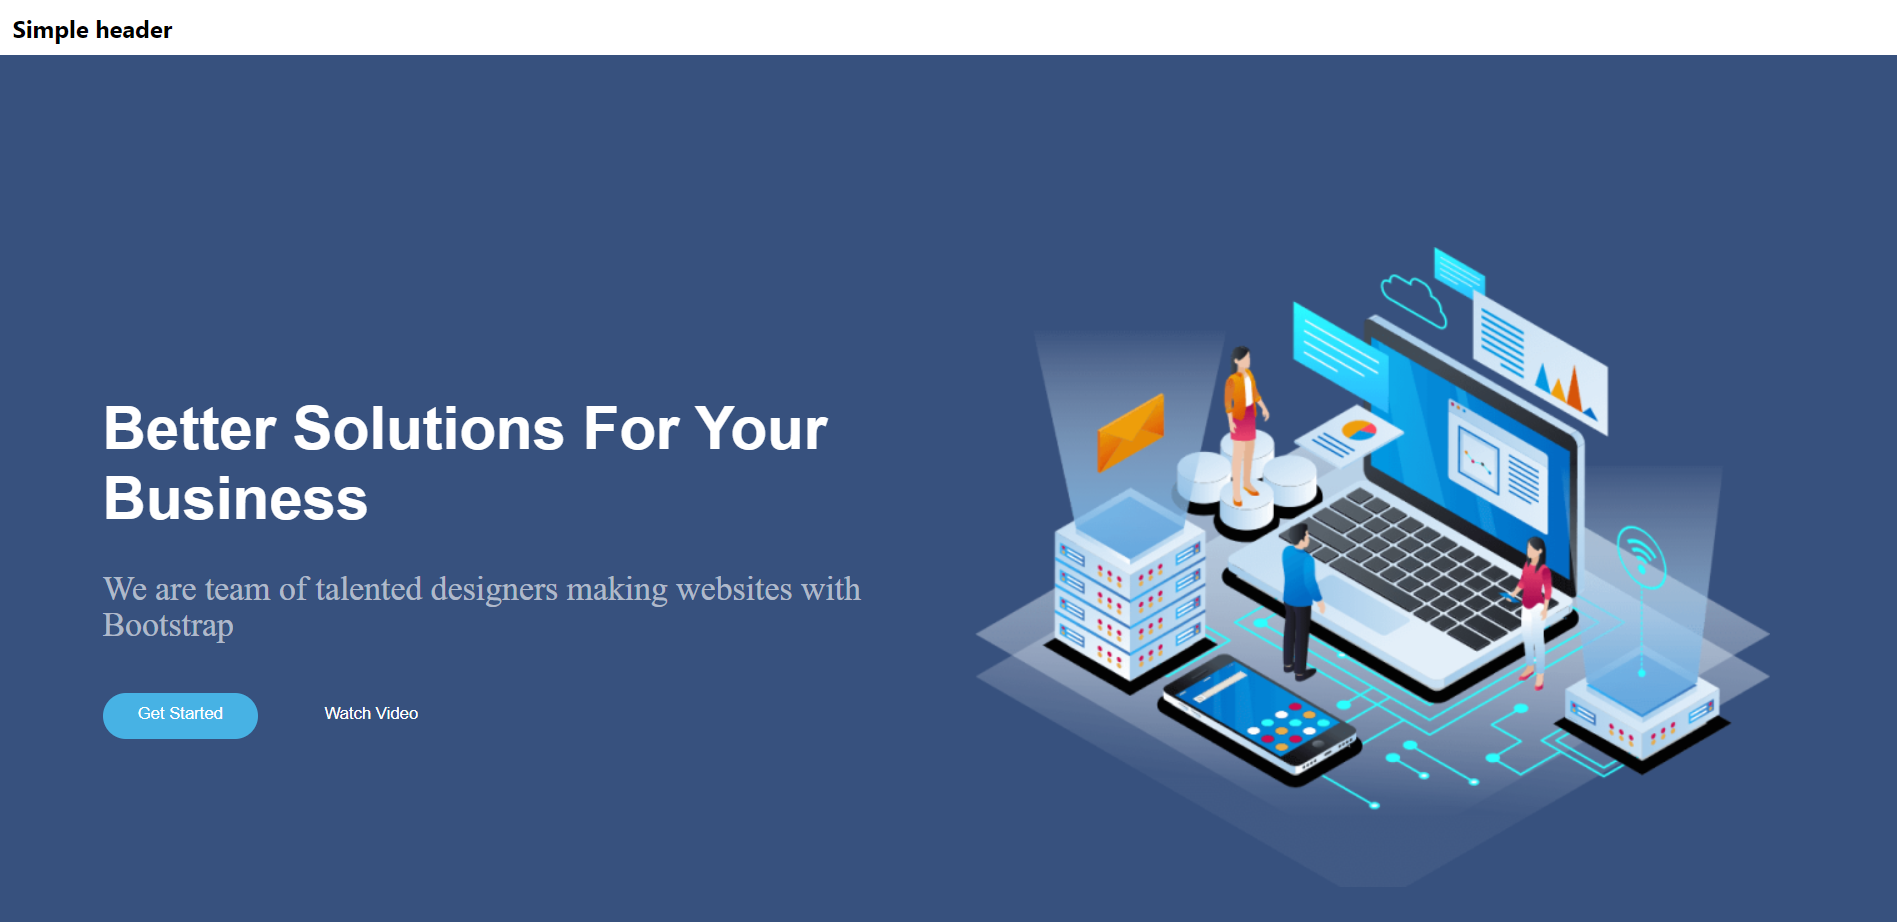 Simple header
Better Solutions For Your
Business
We are team of talented designers making websites with
Bootstrap
Get Started
Watch Video